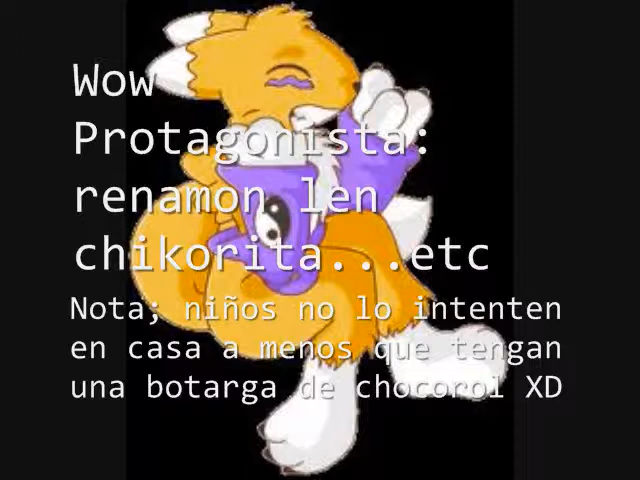 Wow
Protagonista:
renamon len
chikorita...etc
Nota; niños no lo intenten
en casa a menos que tengan
una botarga de chocorol XD